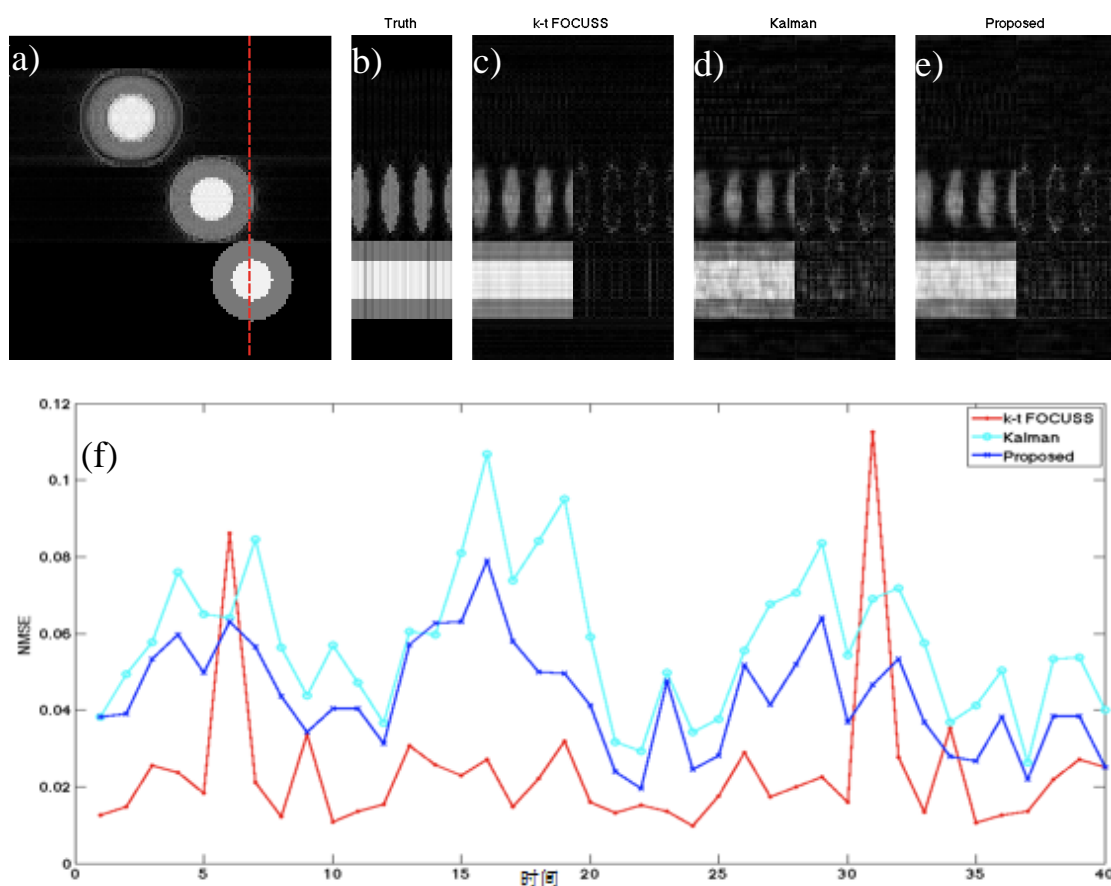 Truth
k-t FOCUSS
Kalman
Proposed
a)
b)
c)
d)
e)
0.12
0.1
0.08
0.06
0.04
0.02
0
NMSE
(f)
k-t FOCUSS
Kalman
Proposed
0
5
10
15
20
25
30
35
40
时间